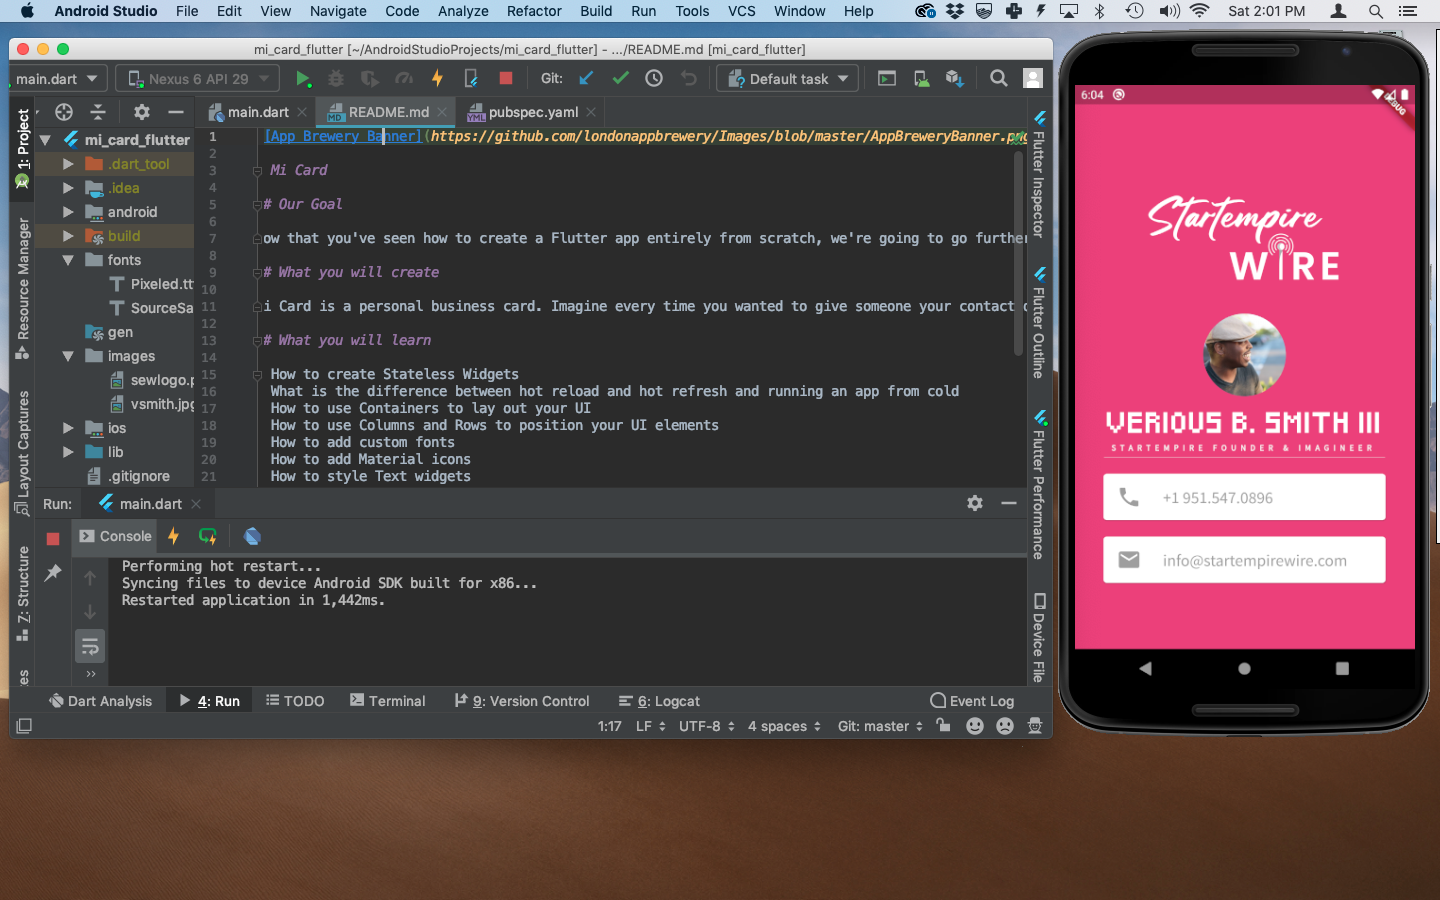 Android Studio File Edit View Navigate Code Analyze Refactor Build Run Tools VCS Window Help Sat 2:01 PM
mi_card_flutter [~/AndroidStudioProjects/mi_card_flutter] - .../README.md [mi_card_flutter]
main.dart Nexus 6 API 29 Git: Default task
main.dart README.md pubspec.yaml
1: Project
Resource Manager
Layout Captures
Z: Structure
mi_card_flutter
.dart_tool
.idea
android
build
fonts
Pixeled.tt
SourceSa
gen
images
sewlogo.p
vsmith.jpg
ios
lib
.gitignore
1 [App Brewery Banner](https://github.com/londonappbrewery/Images/blob/master/AppBreweryBanner.png
2
3 Mi Card
4
5 # Our Goal
6
7 ow that you've seen how to create a Flutter app entirely from scratch, we're going to go further
8
9 # What you will create
10
11 i Card is a personal business card. Imagine every time you wanted to give someone your contact d
12
13 # What you will learn
14
15 How to create Stateless Widgets
16 What is the difference between hot reload and hot refresh and running an app from cold
17 How to use Containers to lay out your UI
18 How to use Columns and Rows to position your UI elements
19 How to add custom fonts
20 How to add Material icons
21 How to style Text widgets
Flutter Inspector
Flutter Outline
Flutter Performance
Device File
Run: main.dart
Console
Performing hot restart...
Syncing files to device Android SDK built for x86...
Restarted application in 1,442ms.
Dart Analysis 4: Run TODO Terminal 9: Version Control 6: Logcat Event Log
1:17 LF UTF-8 4 spaces Git: master
6:04
DEBUG
Startempire
WIRE
VERIOUS B. SMITH III
STARTEMPIRE FOUNDER & IMAGINEER
+1 951.547.0896
info@startempirewire.com